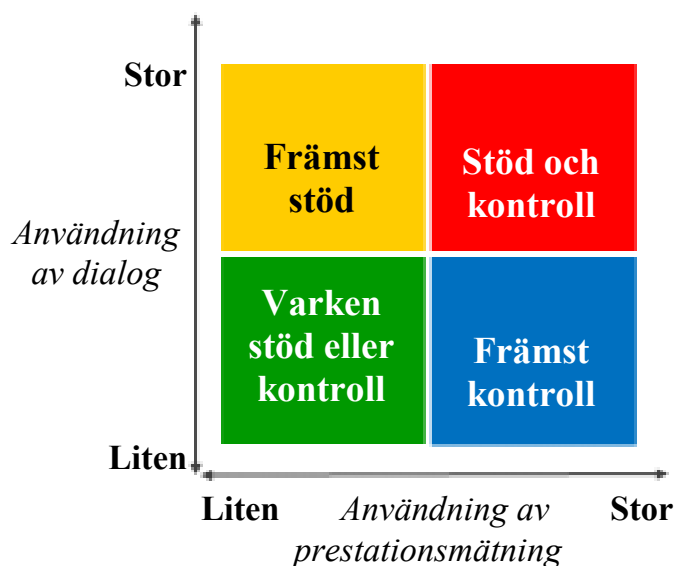 Stor
Främst
stöd
Stöd och
kontroll
Användning
av dialog
Varken
stöd eller
kontroll
Främst
kontroll
Liten
Liten
Användning av
prestationsmätning
Stor